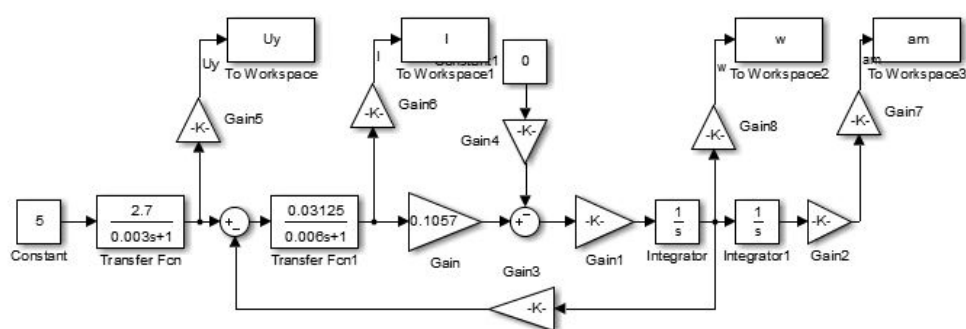 Uy
To Workspace
Uy
-K-
Gain5
I
To Workspace1
I
-K-
Gain6
Constant1
0
-K-
Gain4
w
To Workspace2
w
-K-
Gain8
am
To Workspace3
am
-K-
Gain7
5
Constant
2.7
0.003s+1
Transfer Fcn
+
−
0.03125
0.006s+1
Transfer Fcn1
0.1057
Gain
+
−
-K-
Gain1
1
s
Integrator
1
s
Integrator1
-K-
Gain2
Gain3
-K-